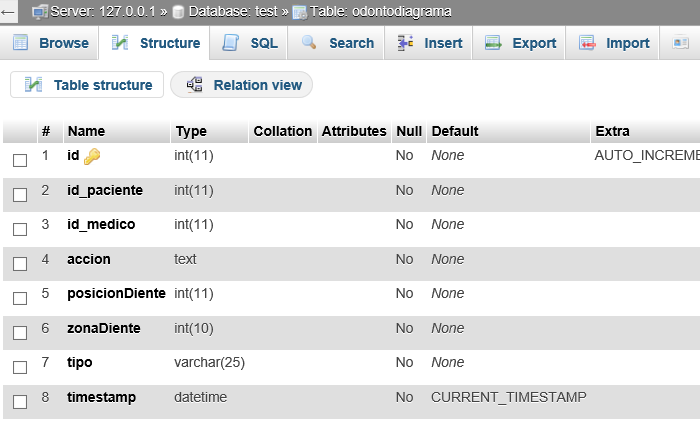 Server: 127.0.0.1 » Database: test » Table: odontodiagrama
Browse Structure SQL Search Insert Export Import
Table structure Relation view
# Name Type Collation Attributes Null Default Extra
1 id int(11) No None AUTO_INCREME
2 id_paciente int(11) No None
3 id_medico int(11) No None
4 accion text No None
5 posicionDiente int(11) No None
6 zonaDiente int(10) No None
7 tipo varchar(25) No None
8 timestamp datetime No CURRENT_TIMESTAMP